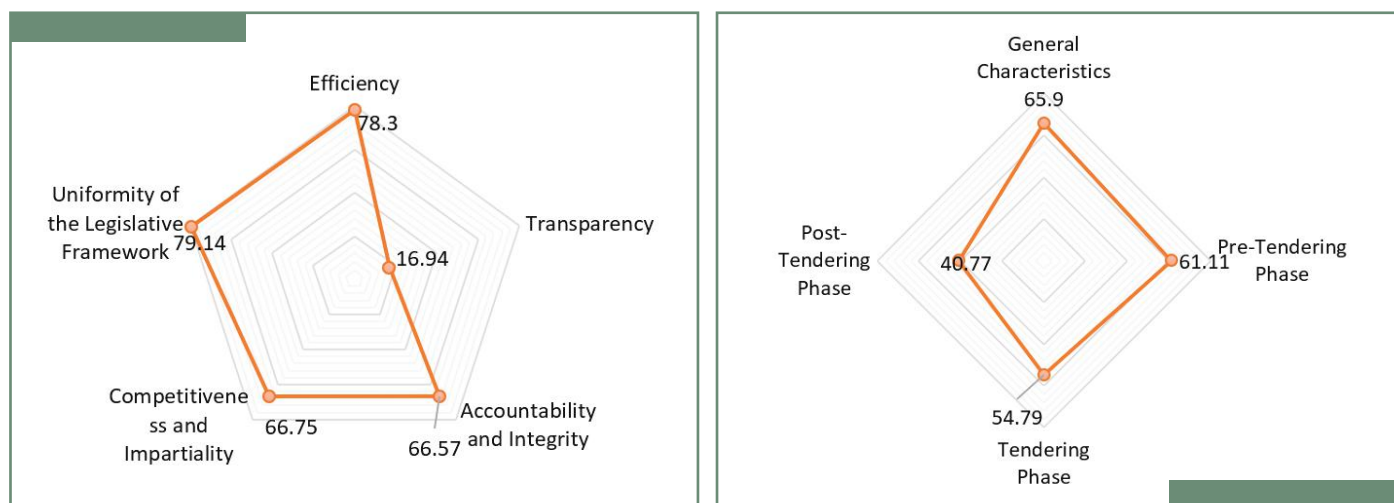 Efficiency
78.3
Uniformity of
the Legislative
Framework
79.14
Transparency
16.94
Competitivene
ss and
Impartiality
66.75
Accountability
and Integrity
66.57
General
Characteristics
65.9
Post-
Tendering
Phase
40.77
Pre-Tendering
Phase
61.11
54.79
Tendering
Phase